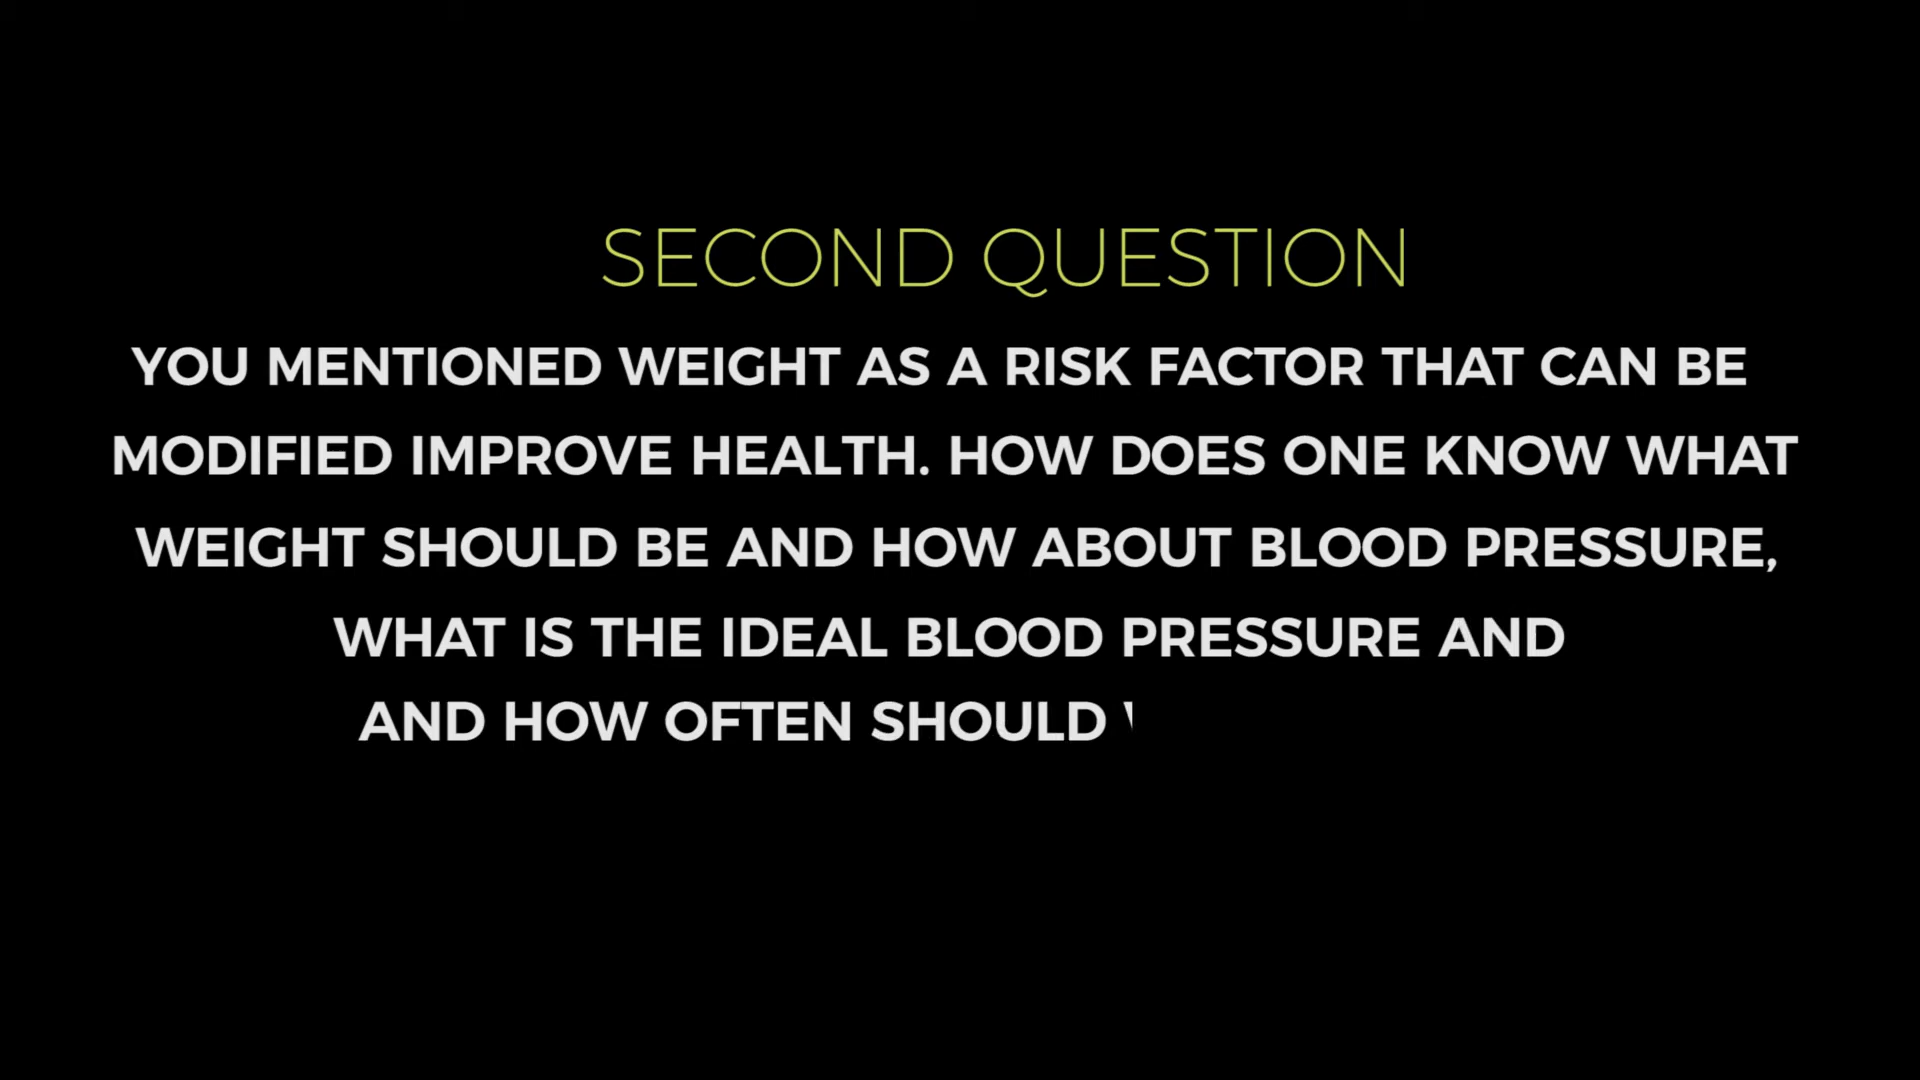 SECOND QUESTION
YOU MENTIONED WEIGHT AS A RISK FACTOR THAT CAN BE
MODIFIED IMPROVE HEALTH. HOW DOES ONE KNOW WHAT
WEIGHT SHOULD BE AND HOW ABOUT BLOOD PRESSURE,
WHAT IS THE IDEAL BLOOD PRESSURE AND
AND HOW OFTEN SHOULD